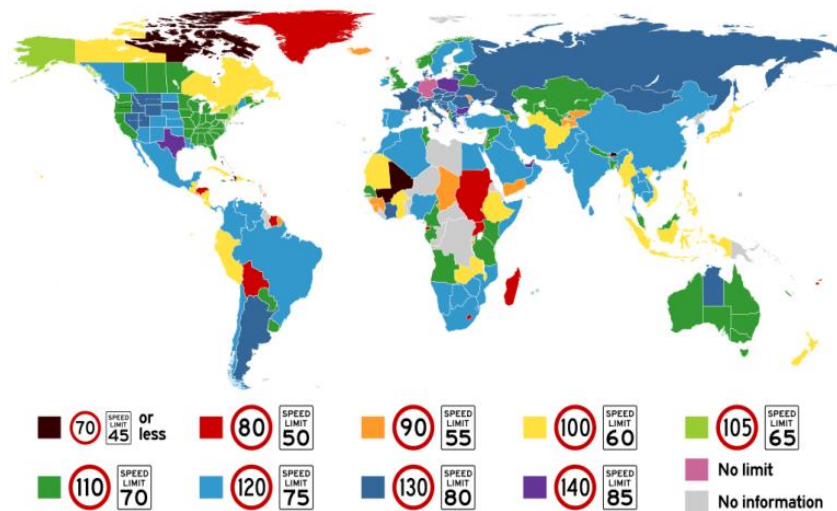 70 SPEED LIMIT 45 or less
80 SPEED LIMIT 50
90 SPEED LIMIT 55
100 SPEED LIMIT 60
105 SPEED LIMIT 65
110 SPEED LIMIT 70
120 SPEED LIMIT 75
130 SPEED LIMIT 80
140 SPEED LIMIT 85
No limit
No information